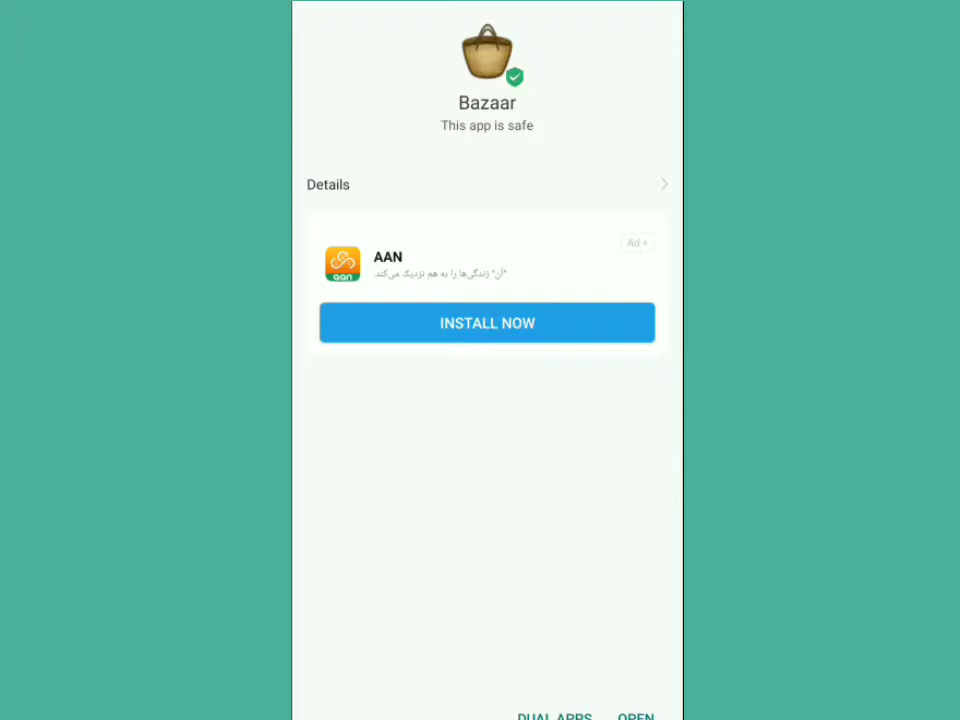 Bazaar
This app is safe
Details
Ad
AAN
"آن" زندگی‌ها را به هم نزدیک می‌کند.
aan
INSTALL NOW
DUAL APPS
OPEN